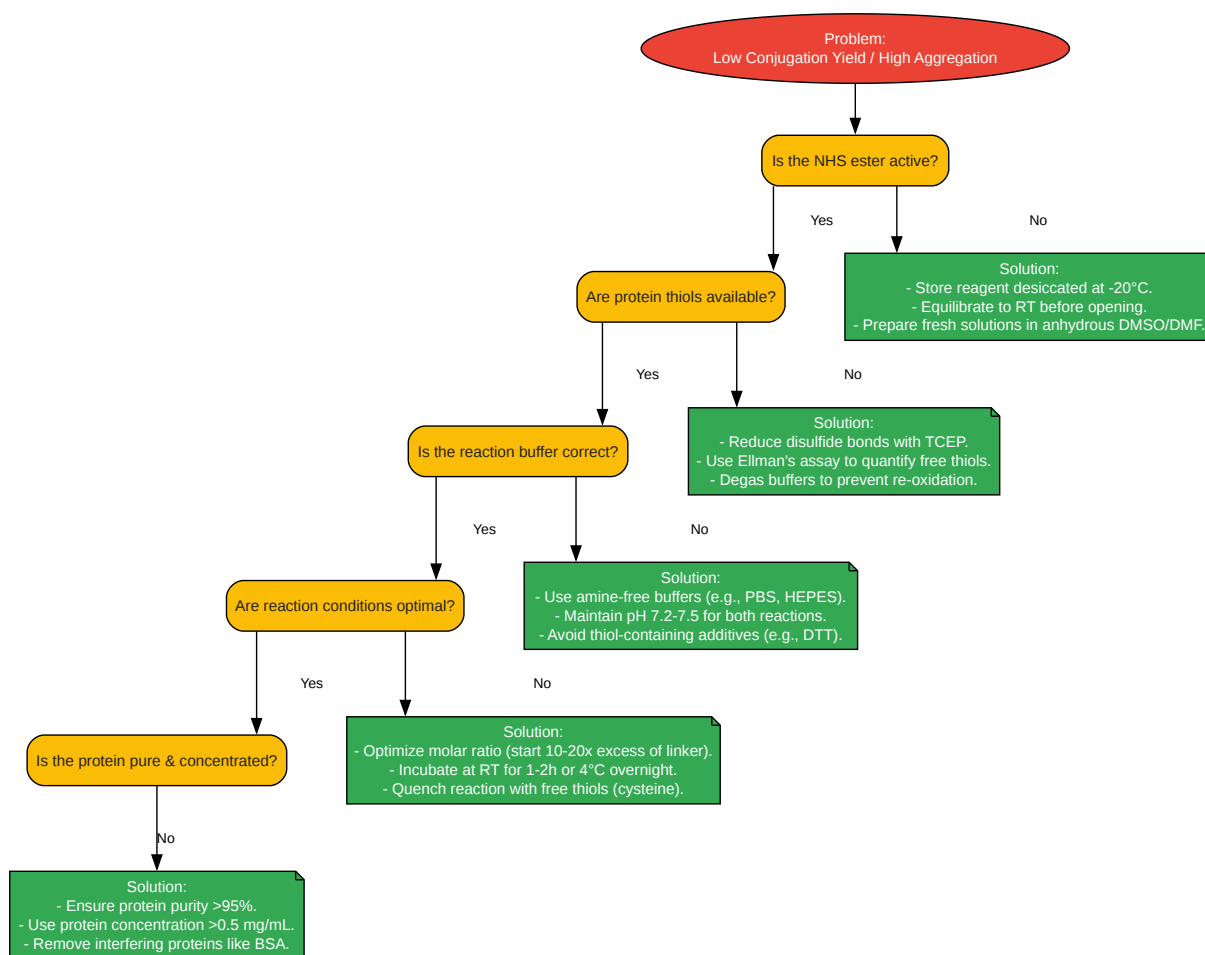 Problem:
Low Conjugation Yield / High Aggregation
Is the NHS ester active?
Yes
No
Solution:
- Store reagent desiccated at -20°C.
- Equilibrate to RT before opening.
- Prepare fresh solutions in anhydrous DMSO/DMF.
Are protein thiols available?
Yes
No
Solution:
- Reduce disulfide bonds with TCEP.
- Use Ellman's assay to quantify free thiols.
- Degas buffers to prevent re-oxidation.
Is the reaction buffer correct?
Yes
No
Solution:
- Use amine-free buffers (e.g., PBS, HEPES).
- Maintain pH 7.2-7.5 for both reactions.
- Avoid thiol-containing additives (e.g., DTT).
Are reaction conditions optimal?
Yes
No
Solution:
- Optimize molar ratio (start 10-20x excess of linker).
- Incubate at RT for 1-2h or 4°C overnight.
- Quench reaction with free thiols (cysteine).
Is the protein pure & concentrated?
No
Solution:
- Ensure protein purity >95%.
- Use protein concentration >0.5 mg/mL.
- Remove interfering proteins like BSA.